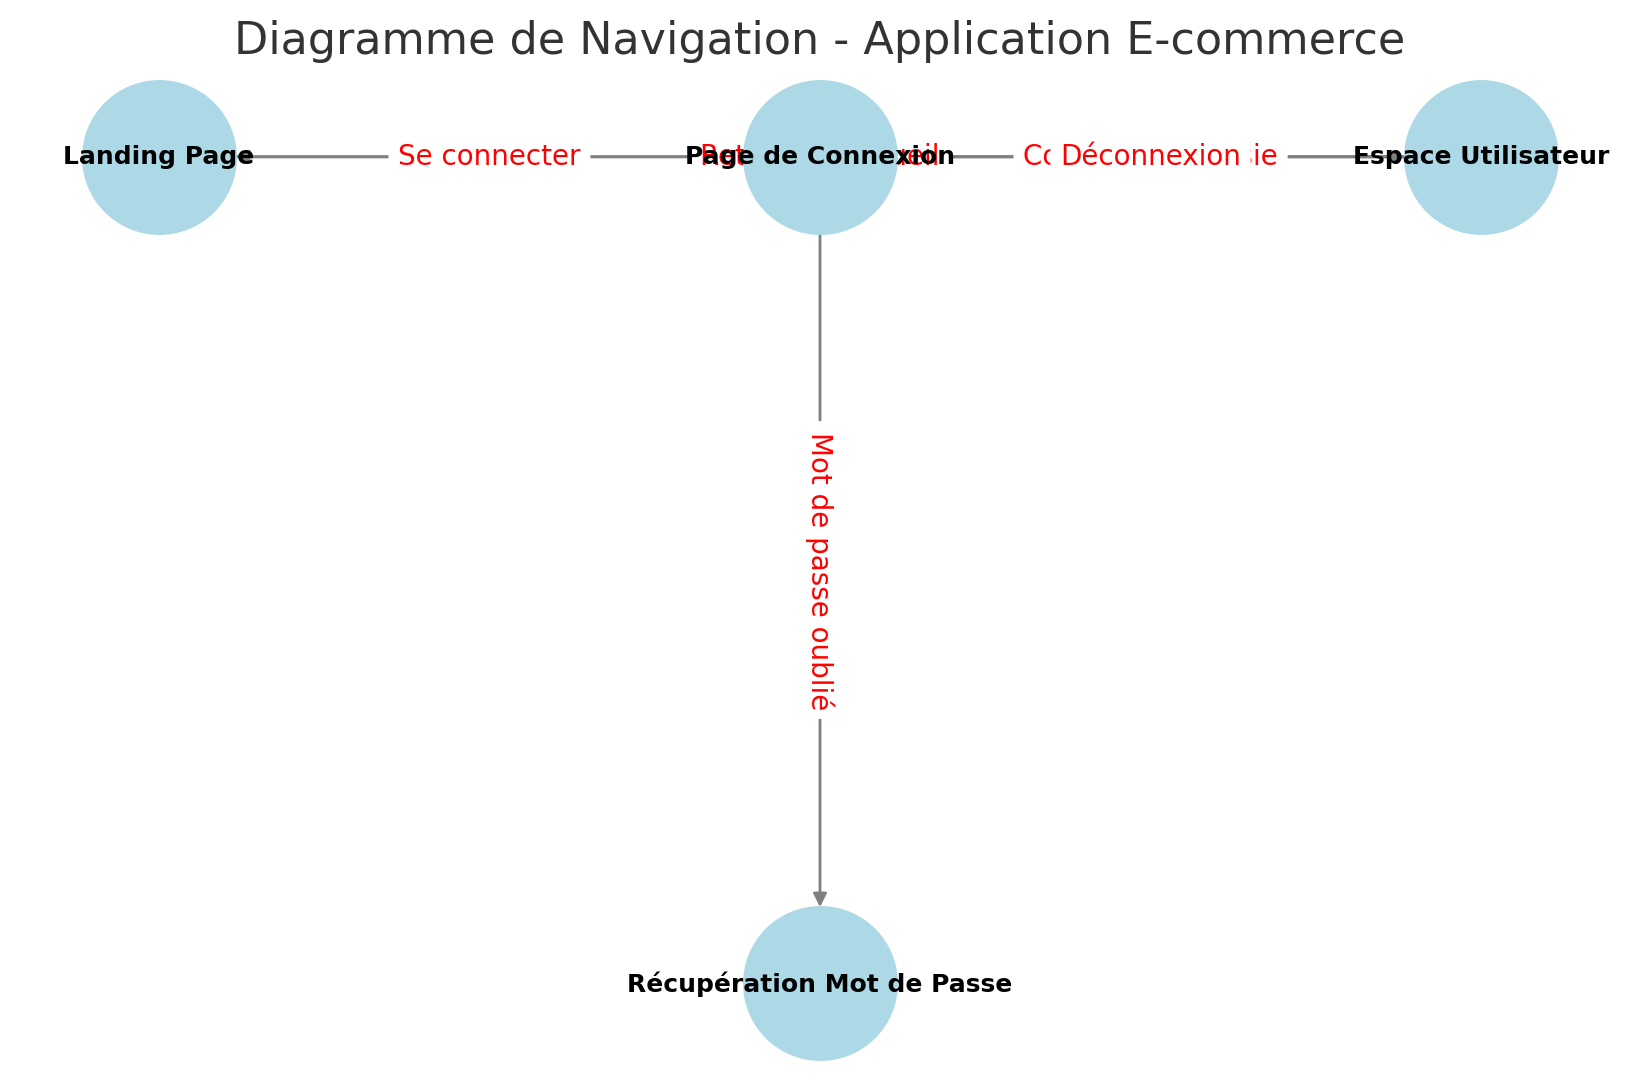 Diagramme de Navigation - Application E-commerce
Landing Page
Se connecter
Page de Connexion
Déconnexion
Espace Utilisateur
Mot de passe oublié
Récupération Mot de Passe